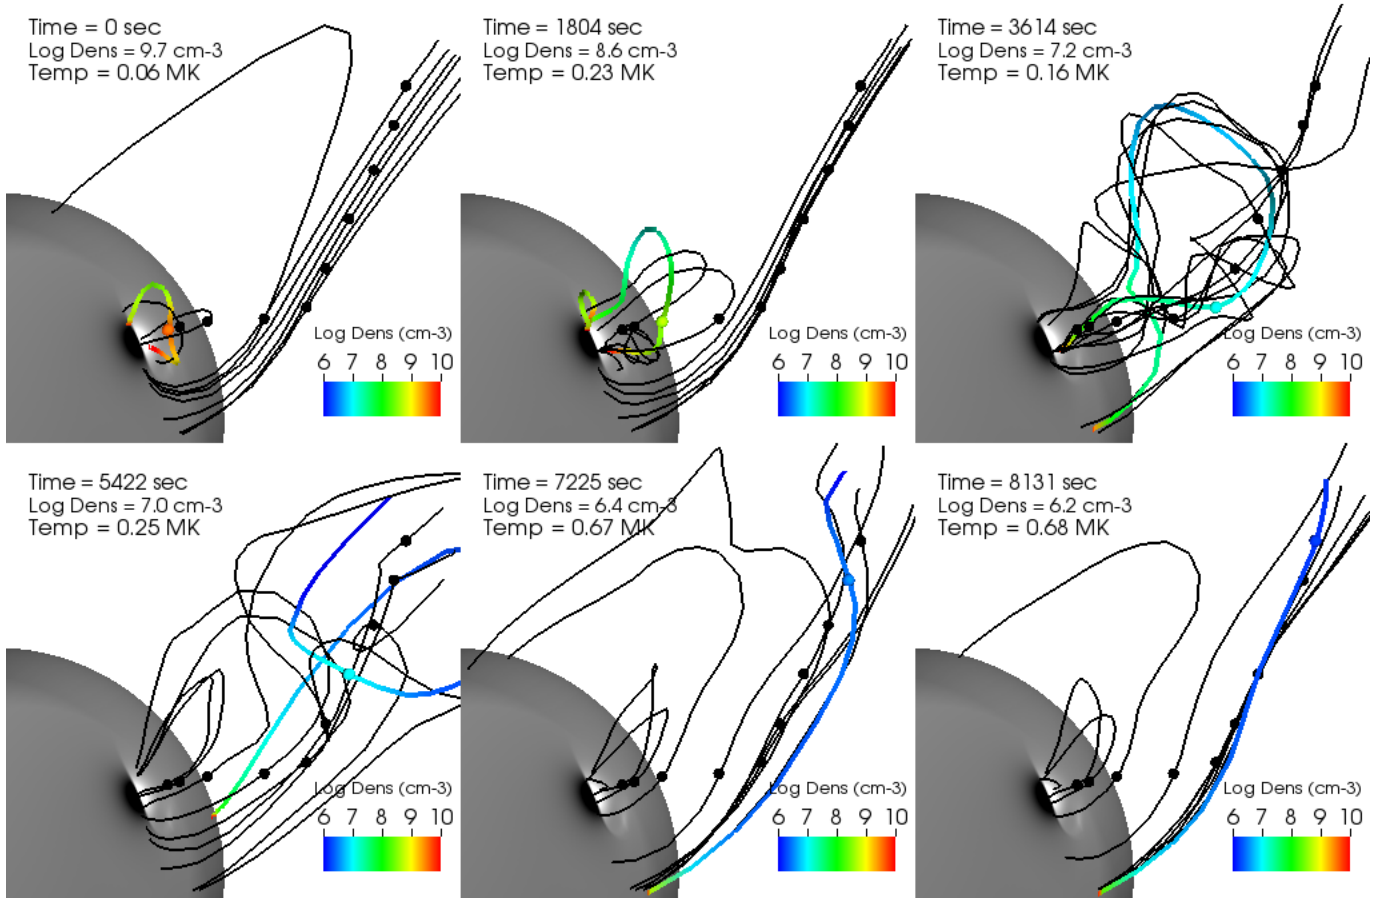 Time = 0 sec
Log Dens = 9.7 cm-3
Temp = 0.06 MK
Log Dens (cm-3)
6 7 8 9 10
Time = 1804 sec
Log Dens = 8.6 cm-3
Temp = 0.23 MK
Log Dens (cm-3)
6 7 8 9 10
Time = 3614 sec
Log Dens = 7.2 cm-3
Temp = 0.16 MK
Log Dens (cm-3)
6 7 8 9 10
Time = 5422 sec
Log Dens = 7.0 cm-3
Temp = 0.25 MK
Log Dens (cm-3)
6 7 8 9 10
Time = 7225 sec
Log Dens = 6.4 cm-3
Temp = 0.67 MK
Log Dens (cm-3)
6 7 8 9 10
Time = 8131 sec
Log Dens = 6.2 cm-3
Temp = 0.68 MK
Log Dens (cm-3)
6 7 8 9 10